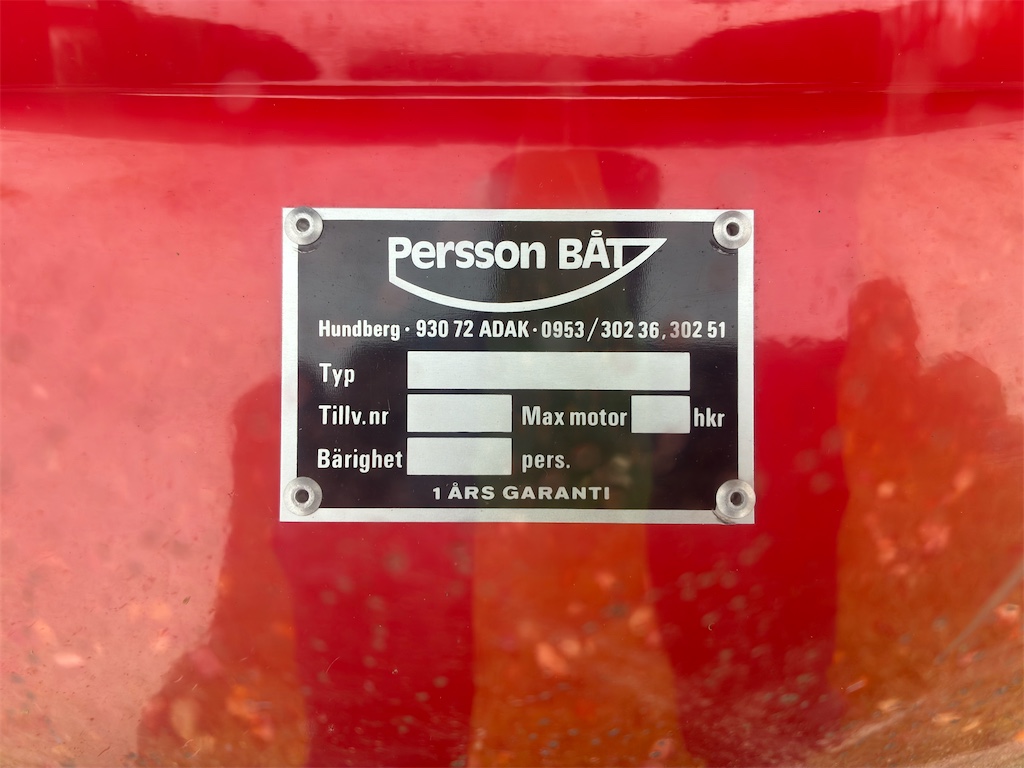 Persson BÅT
Hundberg · 930 72 ADAK · 0953/302 36, 302 51
Typ
Tillv.nr Max motor hkr
Bärighet pers.
1 ÅRS GARANTI